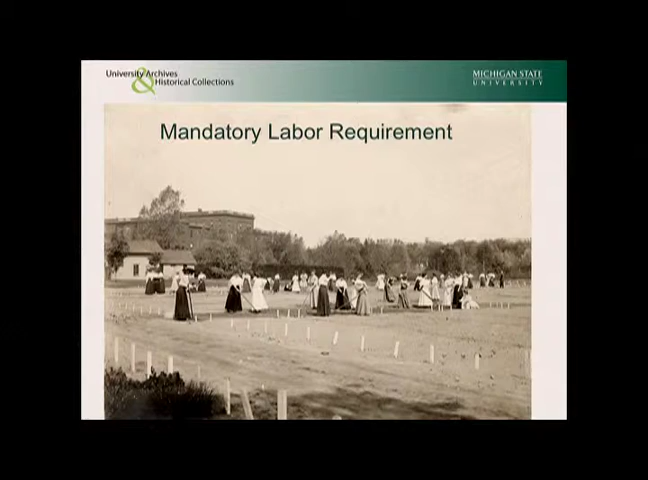 University Archives
& Historical Collections
MICHIGAN STATE
UNIVERSITY
Mandatory Labor Requirement